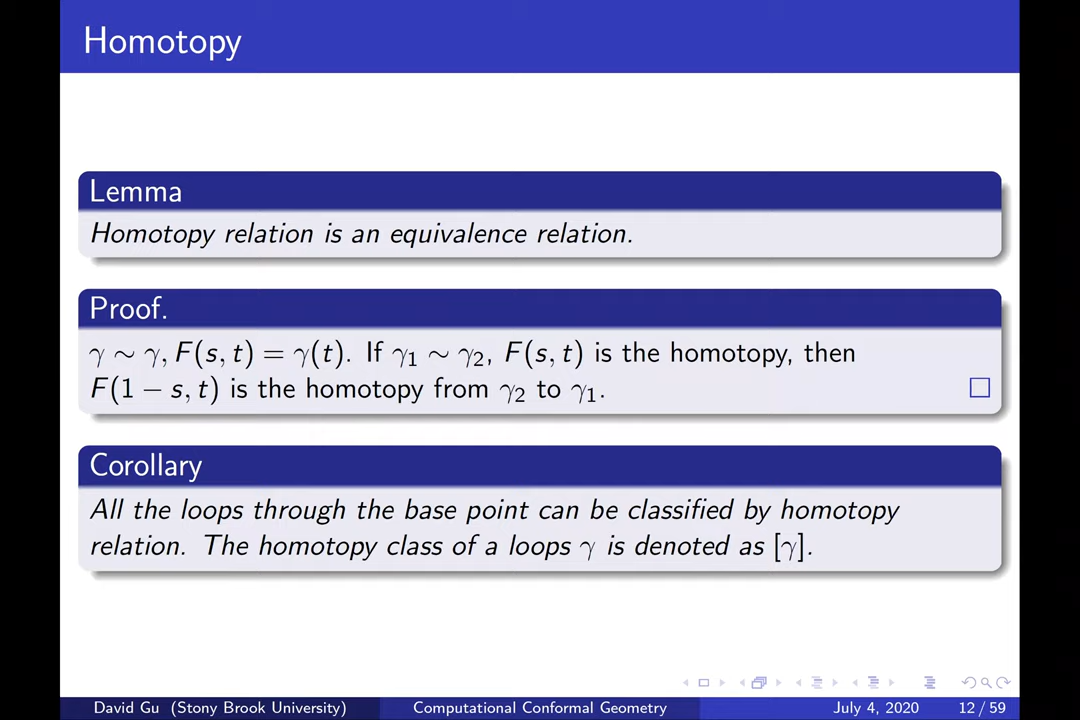 Homotopy
Lemma
Homotopy relation is an equivalence relation.
Proof.
γ ∼ γ, F(s, t) = γ(t). If γ₁ ∼ γ₂, F(s, t) is the homotopy, then
F(1 − s, t) is the homotopy from γ₂ to γ₁.
Corollary
All the loops through the base point can be classified by homotopy
relation. The homotopy class of a loops γ is denoted as [γ].
David Gu (Stony Brook University) Computational Conformal Geometry July 4, 2020 12 / 59